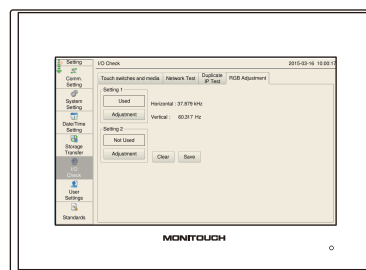 Setting
I/O Check
2015-03-16 10:00:17
Comm.
Setting
System
Setting
Date/Time
Setting
Storage
Transfer
I/O
Check
User
Settings
Standards
Touch switches and media
Network Test
Duplicate
IP Test
RGB Adjustment
Setting 1
Used
Adjustment
Horizontal : 37.879 kHz
Vertical : 60.317 Hz
Setting 2
Not Used
Adjustment
Clear
Save
MONITOUCH